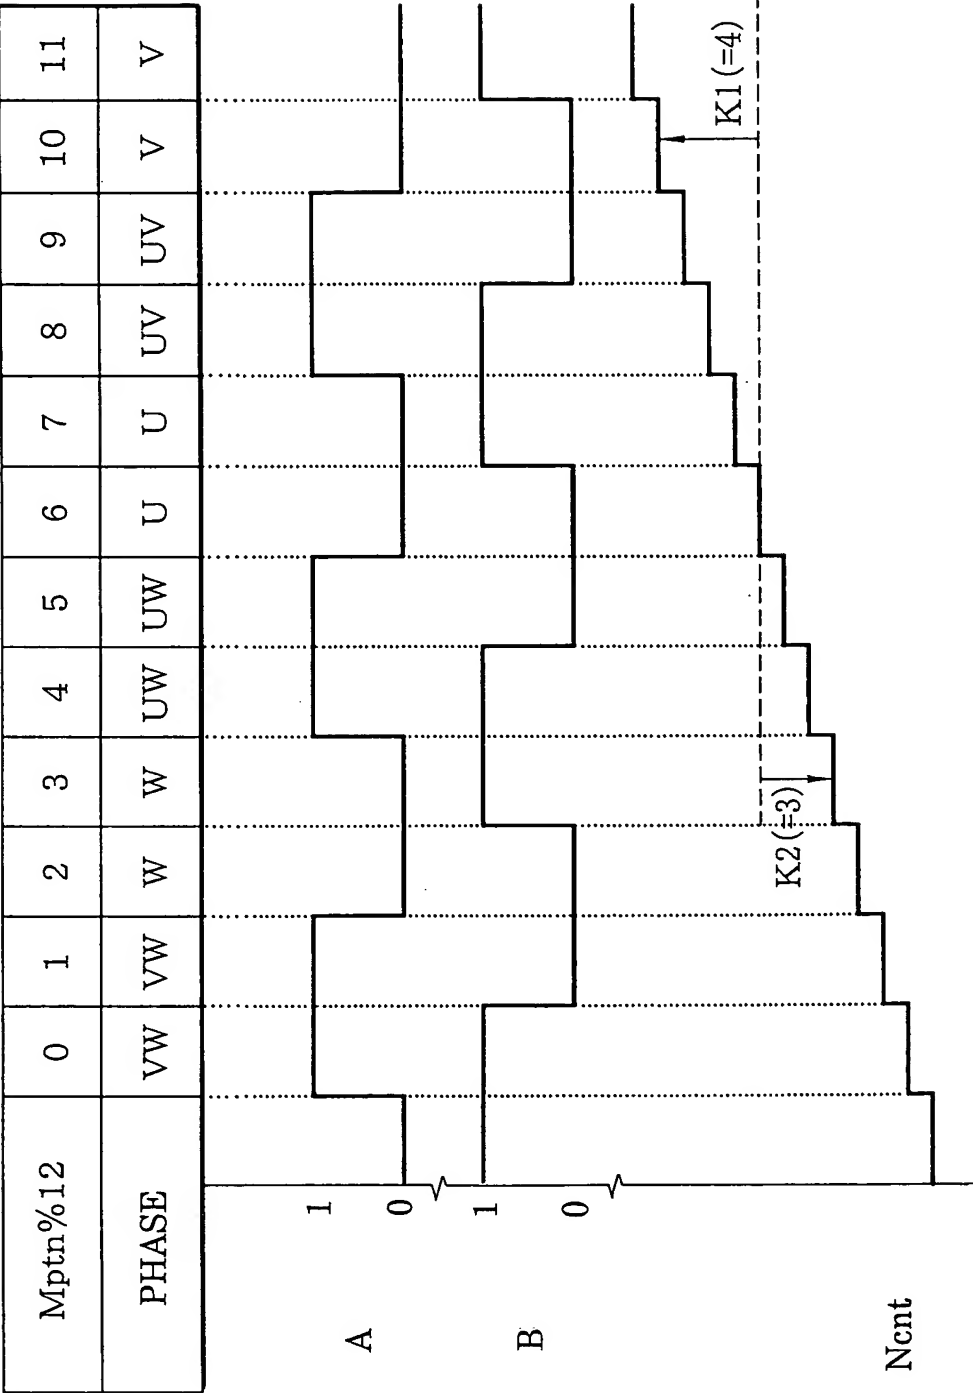 Mptn%12 0 1 2 3 4 5 6 7 8 9 10 11
PHASE VW VW W W UW UW U U UV UV V V
A
1
0
B
1
0
Ncnt
K2(=3)
K1(=4)